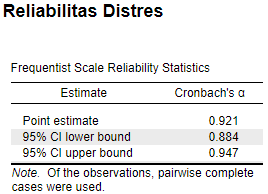 Reliabilitas Distres
Frequentist Scale Reliability Statistics
Estimate Cronbach's α
Point estimate 0.921
95% CI lower bound 0.884
95% CI upper bound 0.947
Note. Of the observations, pairwise complete
cases were used.